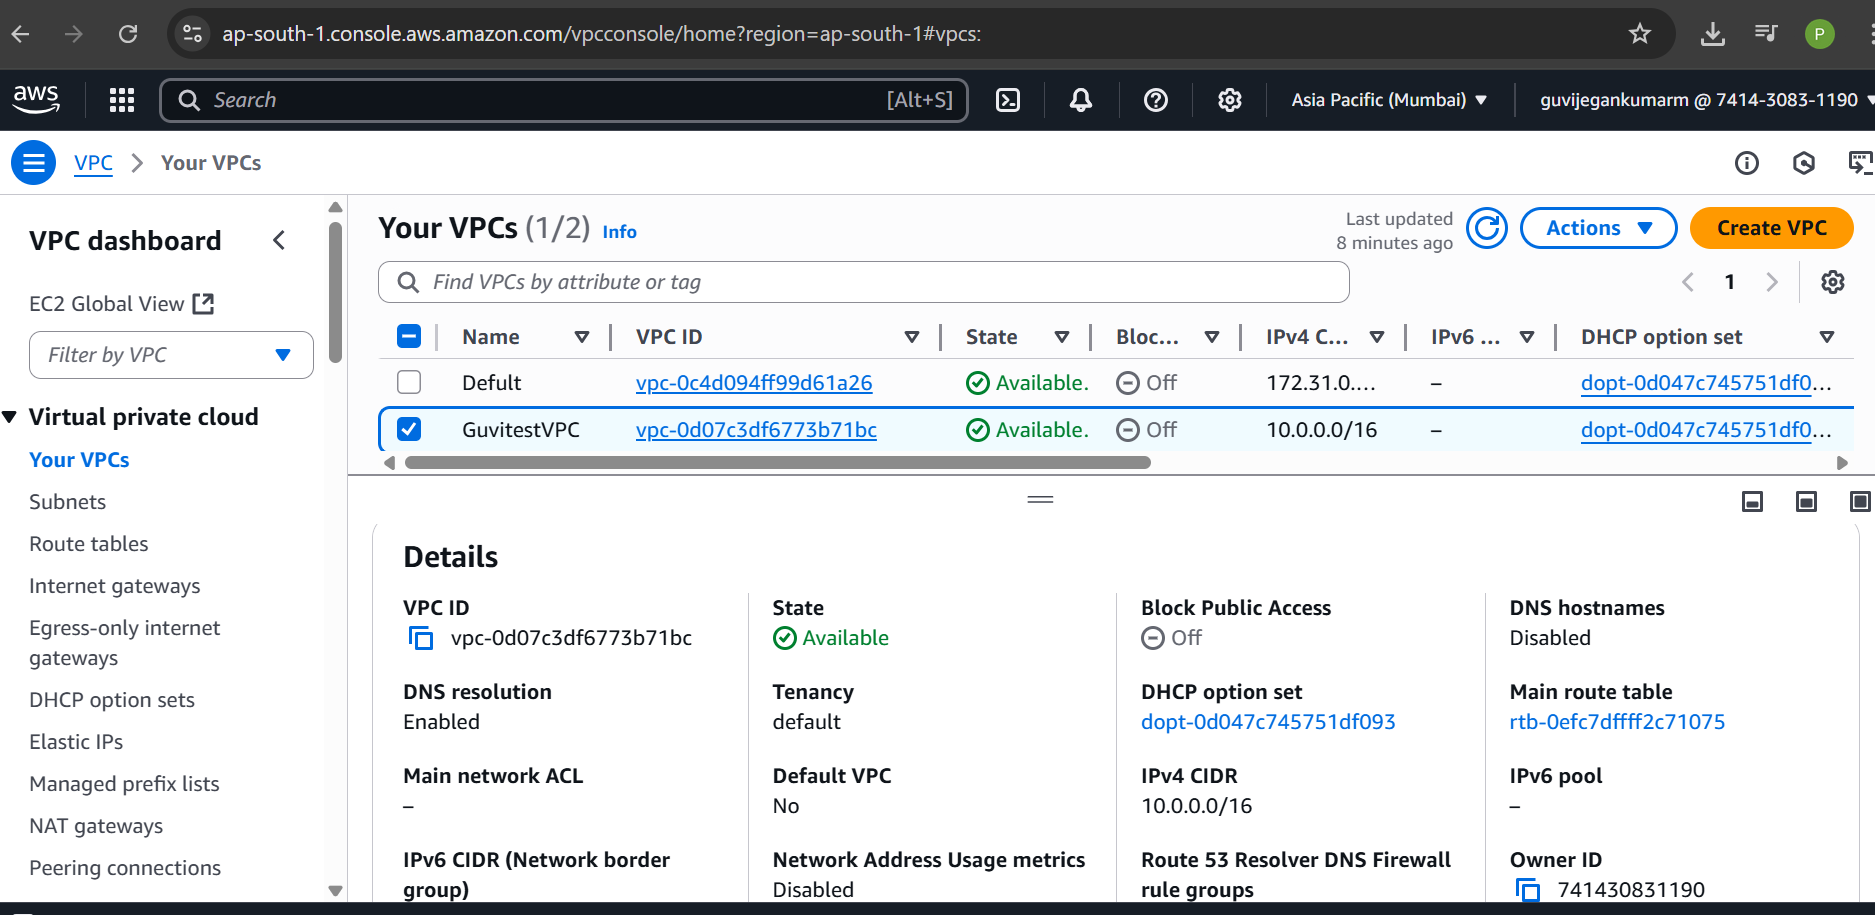 ap-south-1.console.aws.amazon.com/vpcconsole/home?region=ap-south-1#vpcs:
P
aws
Search
[Alt+S]
Asia Pacific (Mumbai)
guvijegankumarm @ 7414-3083-1190
VPC
Your VPCs
VPC dashboard
EC2 Global View
Filter by VPC
Virtual private cloud
Your VPCs
Subnets
Route tables
Internet gateways
Egress-only internet
gateways
DHCP option sets
Elastic IPs
Managed prefix lists
NAT gateways
Peering connections
Your VPCs (1/2) Info
Last updated
8 minutes ago
Actions
Create VPC
Find VPCs by attribute or tag
1
Name VPC ID State Bloc... IPv4 C... IPv6 ... DHCP option set
Defult vpc-0c4d094ff99d61a26 Available. Off 172.31.0.... – dopt-0d047c745751df0...
GuvitestVPC vpc-0d07c3df6773b71bc Available. Off 10.0.0.0/16 – dopt-0d047c745751df0...
Details
VPC ID
vpc-0d07c3df6773b71bc
State
Available
Block Public Access
Off
DNS hostnames
Disabled
DNS resolution
Enabled
Tenancy
default
DHCP option set
dopt-0d047c745751df093
Main route table
rtb-0efc7dffff2c71075
Main network ACL
–
Default VPC
No
IPv4 CIDR
10.0.0.0/16
IPv6 pool
–
IPv6 CIDR (Network border
group)
Network Address Usage metrics
Disabled
Route 53 Resolver DNS Firewall
rule groups
Owner ID
741430831190